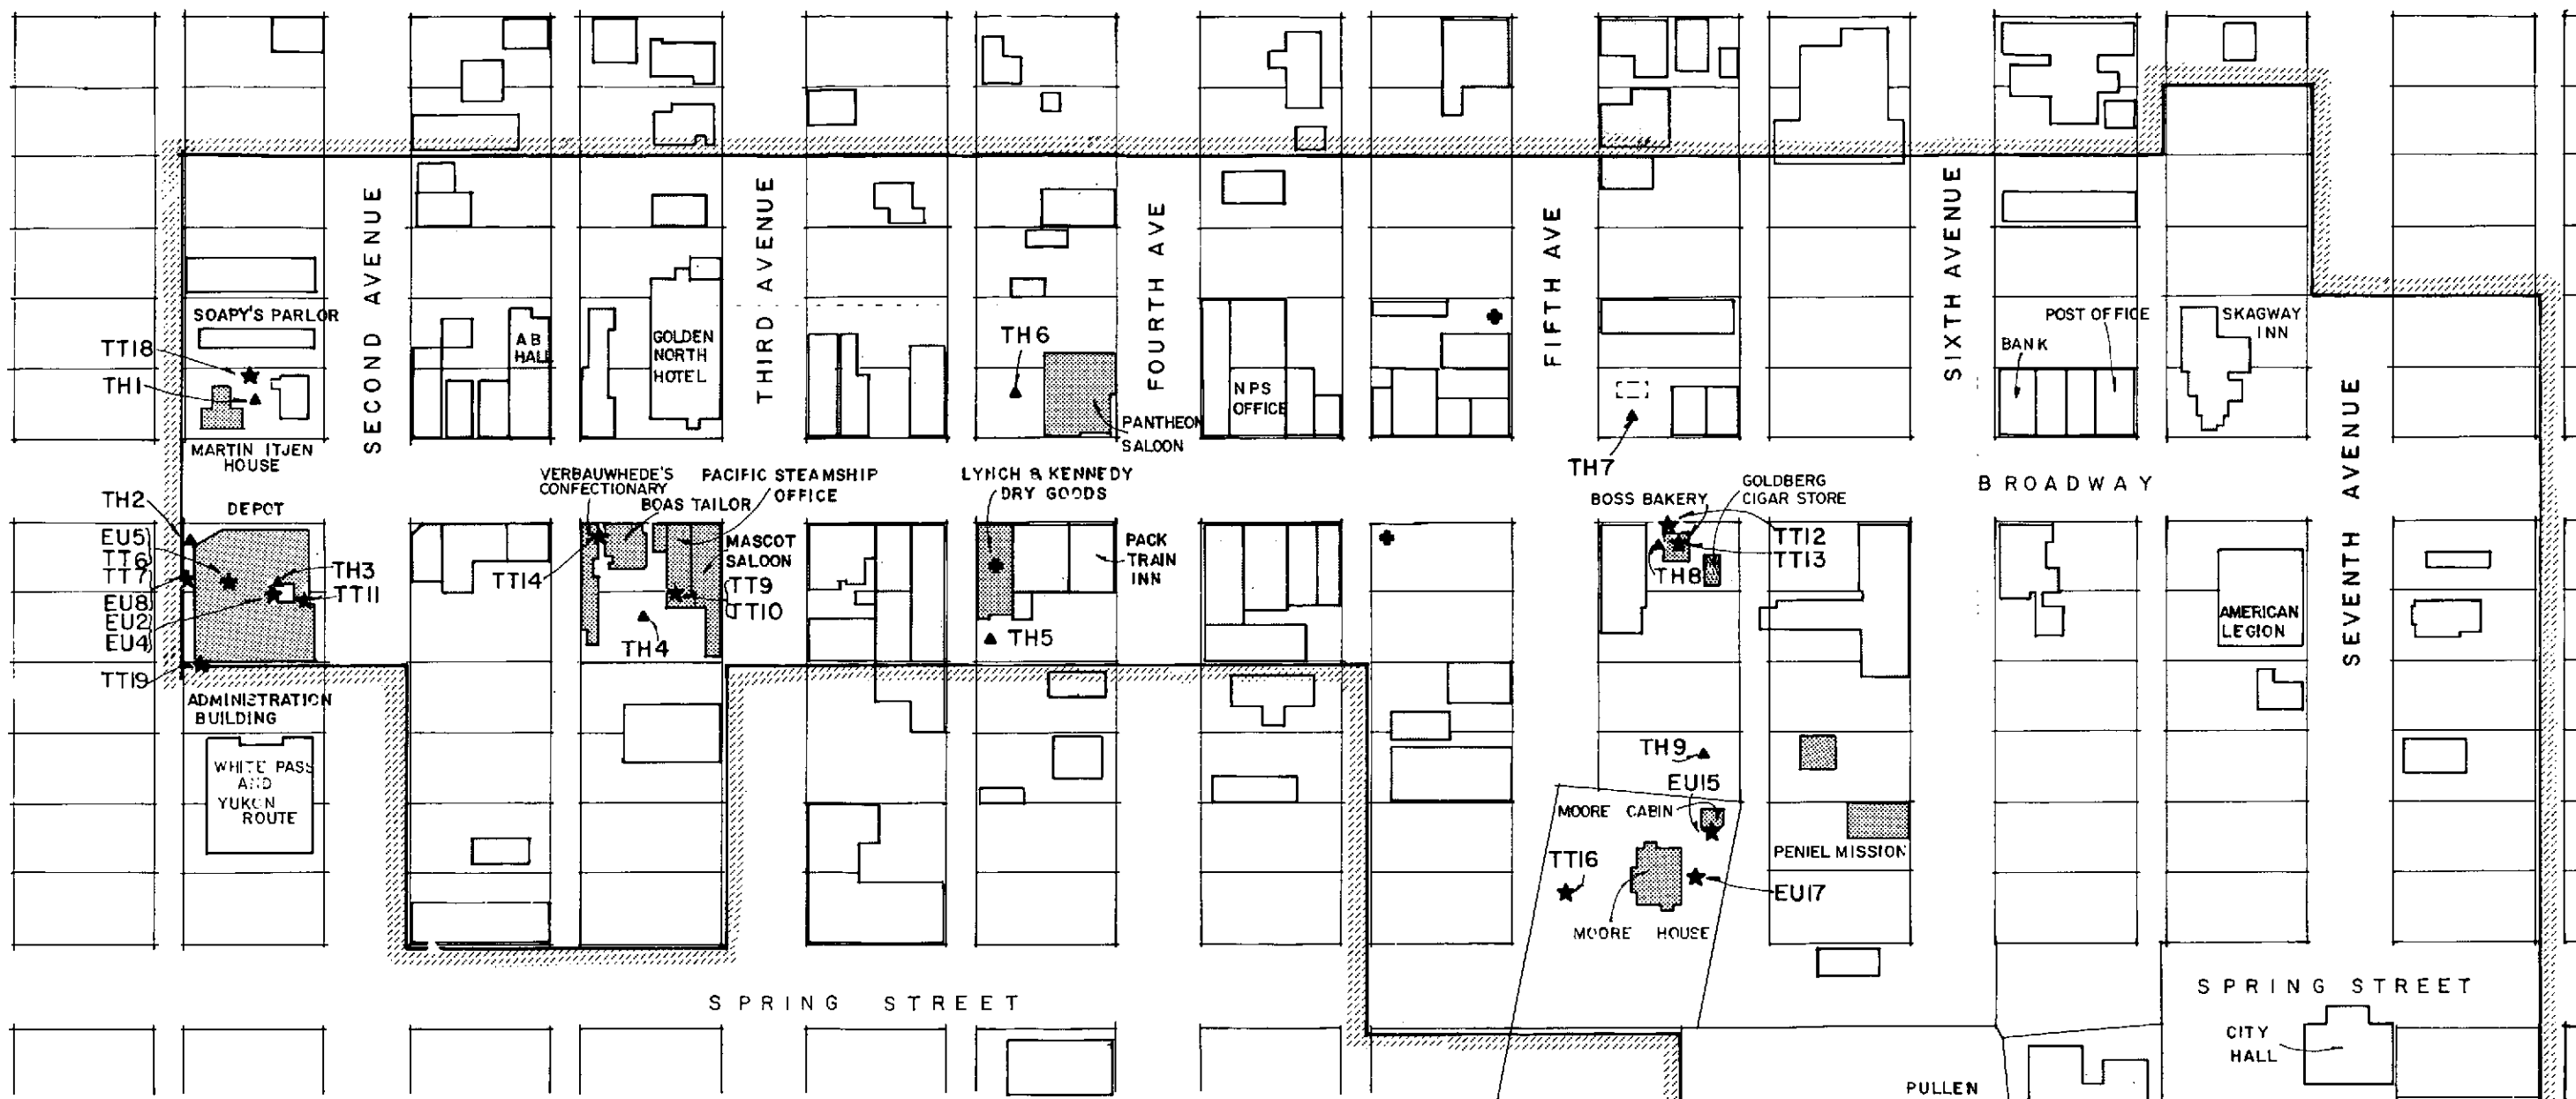 SECOND AVENUE
THIRD AVENUE
FOURTH AVE
FIFTH AVE
SIXTH AVENUE
SEVENTH AVENUE
SOAPY'S PARLOR
TT18
TH1
MARTIN ITJEN
HOUSE
A B
HALL
GOLDEN
NORTH
HOTEL
TH6
PANTHEON
SALOON
NPS
OFFICE
TH7
BANK
POST OFFICE
SKAGWAY
INN
BROADWAY
TH2
DEPOT
EU5
TT6
TT7
EU8
EU2
EU4
TH3
TT11
TT19
ADMINISTRATION
BUILDING
WHITE PASS
AND
YUKON
ROUTE
VERBAUWHEDE'S
CONFECTIONARY
BOAS TAILOR
PACIFIC STEAMSHIP
OFFICE
MASCOT
SALOON
TT14
TT9
TT10
TH4
LYNCH & KENNEDY
DRY GOODS
PACK
TRAIN
INN
TH5
BOSS BAKERY
GOLDBERG
CIGAR STORE
TT12
TT13
TH8
AMERICAN
LEGION
TH9
EU15
MOORE CABIN
TT16
EU17
MOORE HOUSE
PENIEL MISSION
SPRING STREET
SPRING STREET
CITY
HALL
PULLEN